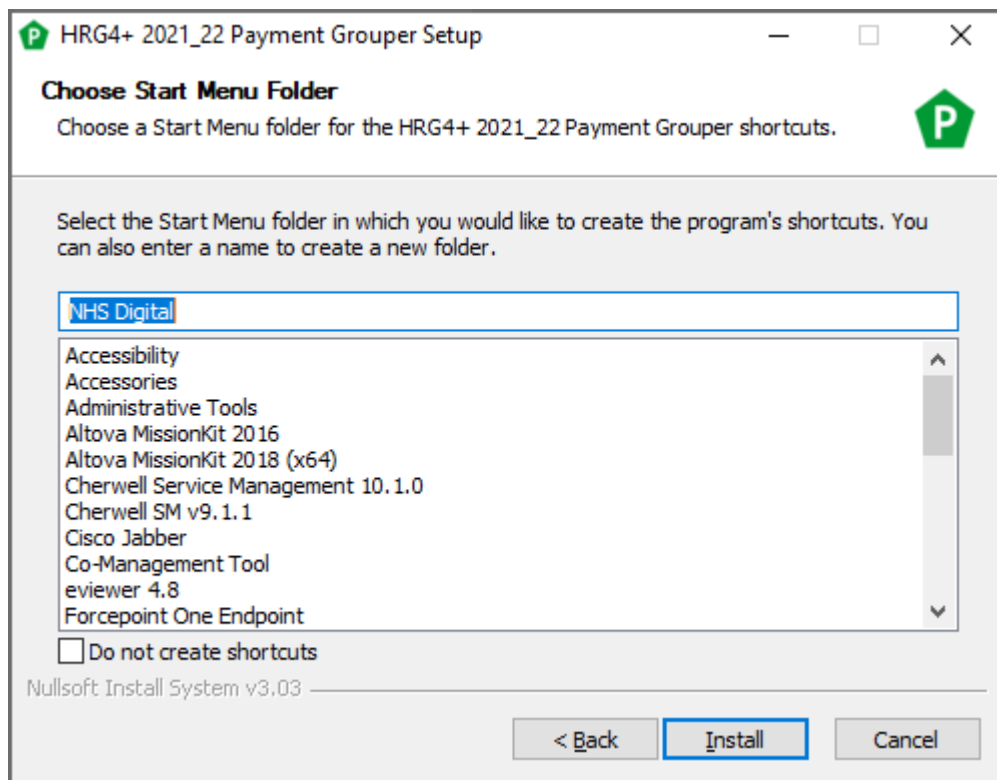 HRG4+ 2021_22 Payment Grouper Setup
Choose Start Menu Folder
Choose a Start Menu folder for the HRG4+ 2021_22 Payment Grouper shortcuts.
P
Select the Start Menu folder in which you would like to create the program's shortcuts. You
can also enter a name to create a new folder.
NHS Digital
Accessibility
Accessories
Administrative Tools
Altova MissionKit 2016
Altova MissionKit 2018 (x64)
Cherwell Service Management 10.1.0
Cherwell SM v9.1.1
Cisco Jabber
Co-Management Tool
eviewer 4.8
Forcepoint One Endpoint
Do not create shortcuts
Nullsoft Install System v3.03
< Back Install Cancel